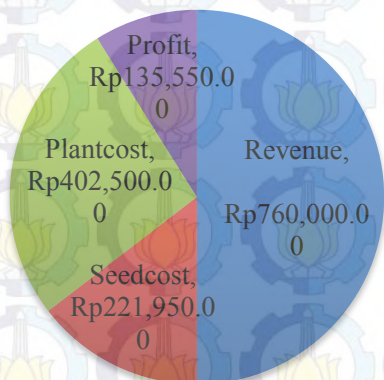 Profit,
Rp135,550.0
0
Plantcost,
Rp402,500.0
0
Revenue,
Rp760,000.0
0
Seedcost,
Rp221,950.0
0